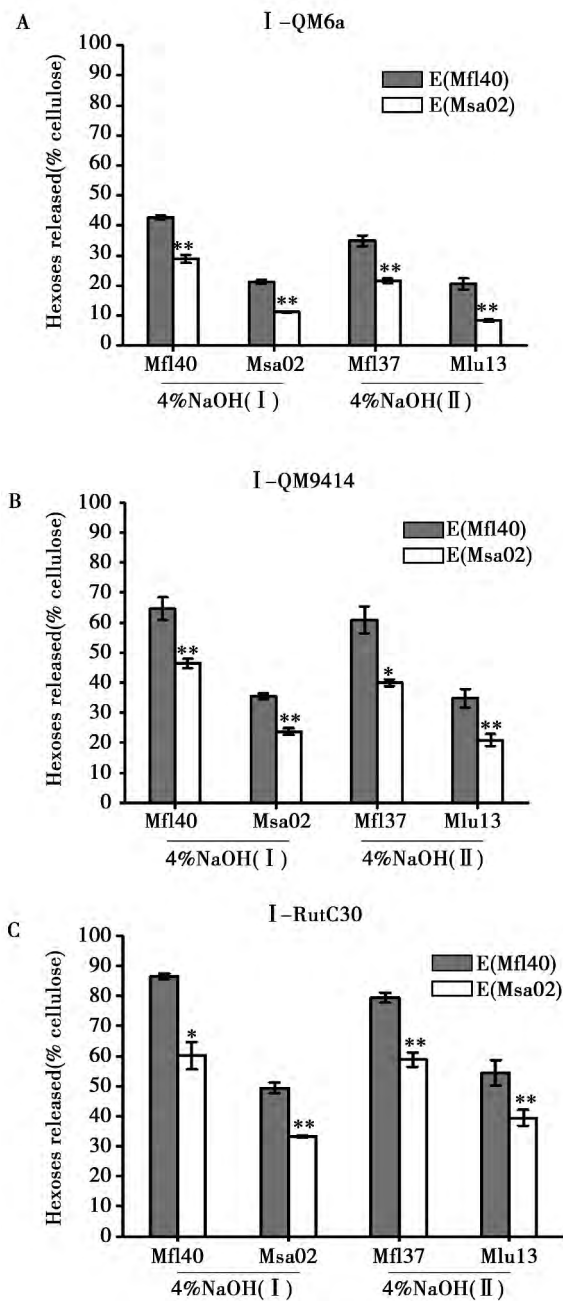 A
Ⅰ-QM6a
Hexoses released(% cellulose)
100
90
80
70
60
50
40
30
20
10
0
E(Mfl40)
E(Msa02)
**
**
**
**
Mfl40 Msa02 Mfl37 Mlu13
4%NaOH(Ⅰ) 4%NaOH(Ⅱ)
B
Ⅰ-QM9414
Hexoses released(% cellulose)
100
90
80
70
60
50
40
30
20
10
0
E(Mfl40)
E(Msa02)
**
**
*
**
Mfl40 Msa02 Mfl37 Mlu13
4%NaOH(Ⅰ) 4%NaOH(Ⅱ)
C
Ⅰ-RutC30
Hexoses released(% cellulose)
100
90
80
70
60
50
40
30
20
10
0
E(Mfl40)
E(Msa02)
*
**
**
**
Mfl40 Msa02 Mfl37 Mlu13
4%NaOH(Ⅰ) 4%NaOH(Ⅱ)